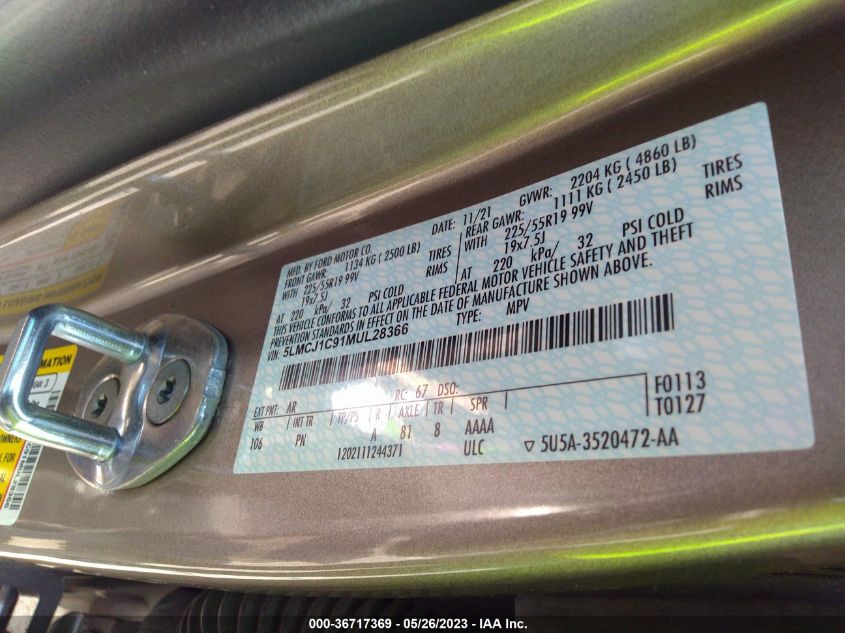 MFD. BY FORD MOTOR CO.
DATE: 11/21 GVWR: 2204 KG ( 4860 LB)
FRONT GAWR: 1134 KG ( 2500 LB)
REAR GAWR: 1111 KG ( 2450 LB)
WITH 225/55R19 99V TIRES
WITH 225/55R19 99V TIRES
19x7.5J RIMS
19x7.5J RIMS
AT 220 kPa/ 32 PSI COLD
AT 220 kPa/ 32 PSI COLD
THIS VEHICLE CONFORMS TO ALL APPLICABLE FEDERAL MOTOR VEHICLE SAFETY AND THEFT
PREVENTION STANDARDS IN EFFECT ON THE DATE OF MANUFACTURE SHOWN ABOVE.
VIN: 5LMCJ1C91MUL28366
TYPE: MPV
EXT PNT: AR RC: 67 DSO: F0113
WB INT TR TP/PS R AXLE TR SPR T0127
106 PN A 81 8 AAAA
1202111244371 ULC 5U5A-3520472-AA
000-36717369 - 05/26/2023 - IAA Inc.